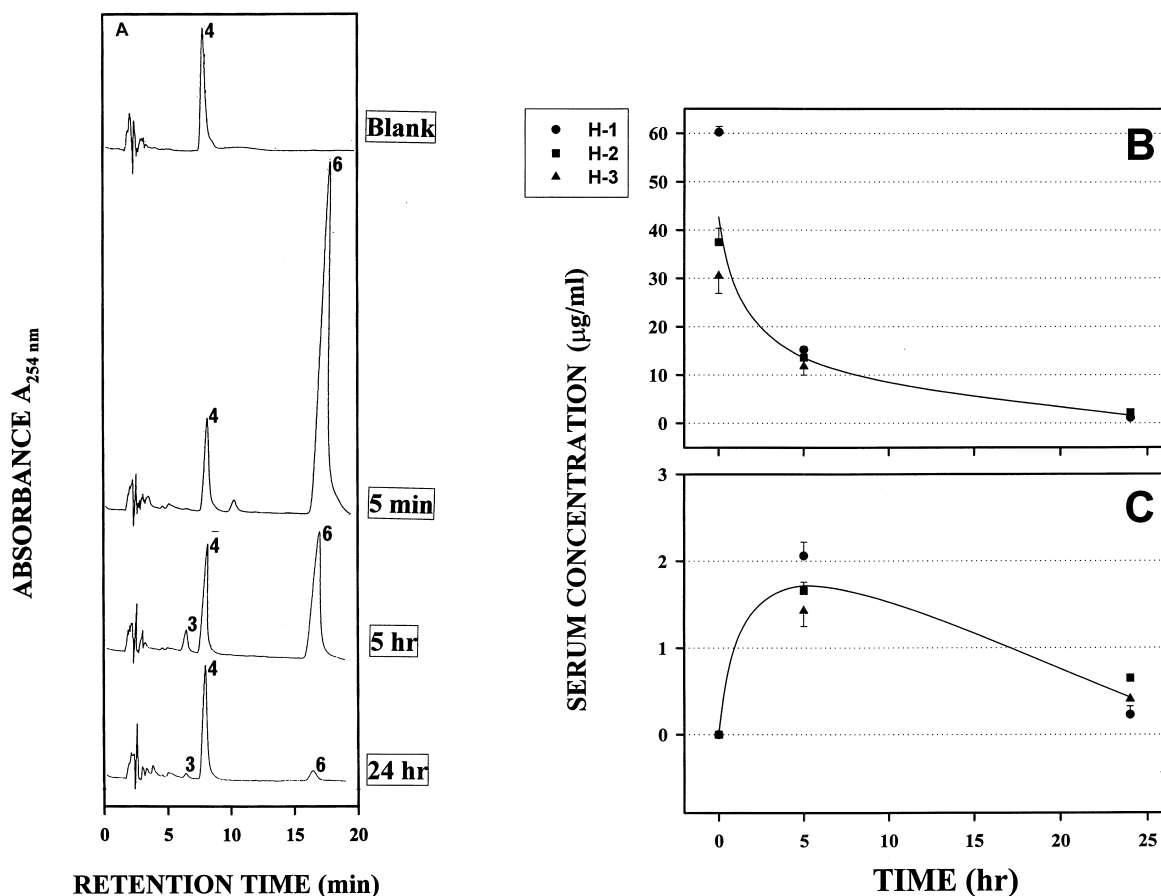 A
4
Blank
6
4
5 min
4
6
3
5 hr
3
6
4
24 hr
0 5 10 15 20
ABSORBANCE A254 nm
RETENTION TIME (min)
H-1
H-2
H-3
B
60
50
40
30
20
10
0
C
3
2
1
0
0 5 10 15 20 25
SERUM CONCENTRATION (µg/ml)
TIME (hr)